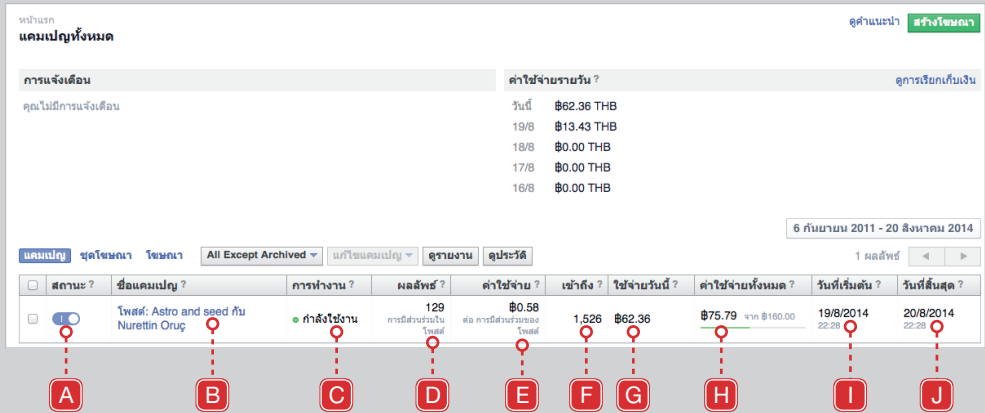 หน้าแรก
แคมเปญทั้งหมด
ดูคำแนะนำ สร้างโฆษณา
การแจ้งเตือน
คุณไม่มีการแจ้งเตือน
ค่าใช้จ่ายรายวัน ? ดูการเรียกเก็บเงิน
วันนี้ ฿62.36 THB
19/8 ฿13.43 THB
18/8 ฿0.00 THB
17/8 ฿0.00 THB
16/8 ฿0.00 THB
6 กันยายน 2011 - 20 สิงหาคม 2014
แคมเปญ ชุดโฆษณา โฆษณา All Except Archived แก้ไขแคมเปญ ดูรายงาน ดูประวัติ 1 ผลลัพธ์
สถานะ ? ชื่อแคมเปญ ? การทำงาน ? ผลลัพธ์ ? ค่าใช้จ่าย ? เข้าถึง ? ใช้จ่ายวันนี้ ? ค่าใช้จ่ายทั้งหมด ? วันที่เริ่มต้น ? วันที่สิ้นสุด ?
โพสต์: Astro and seed กับ
Nurettin Oruç
กำลังใช้งาน
129
การมีส่วนร่วมใน
โพสต์
฿0.58
ต่อ การมีส่วนร่วมของ
โพสต์
1,526
฿62.36
฿75.79 จาก ฿160.00
19/8/2014
22:28
20/8/2014
22:28
A B C D E F G H I J